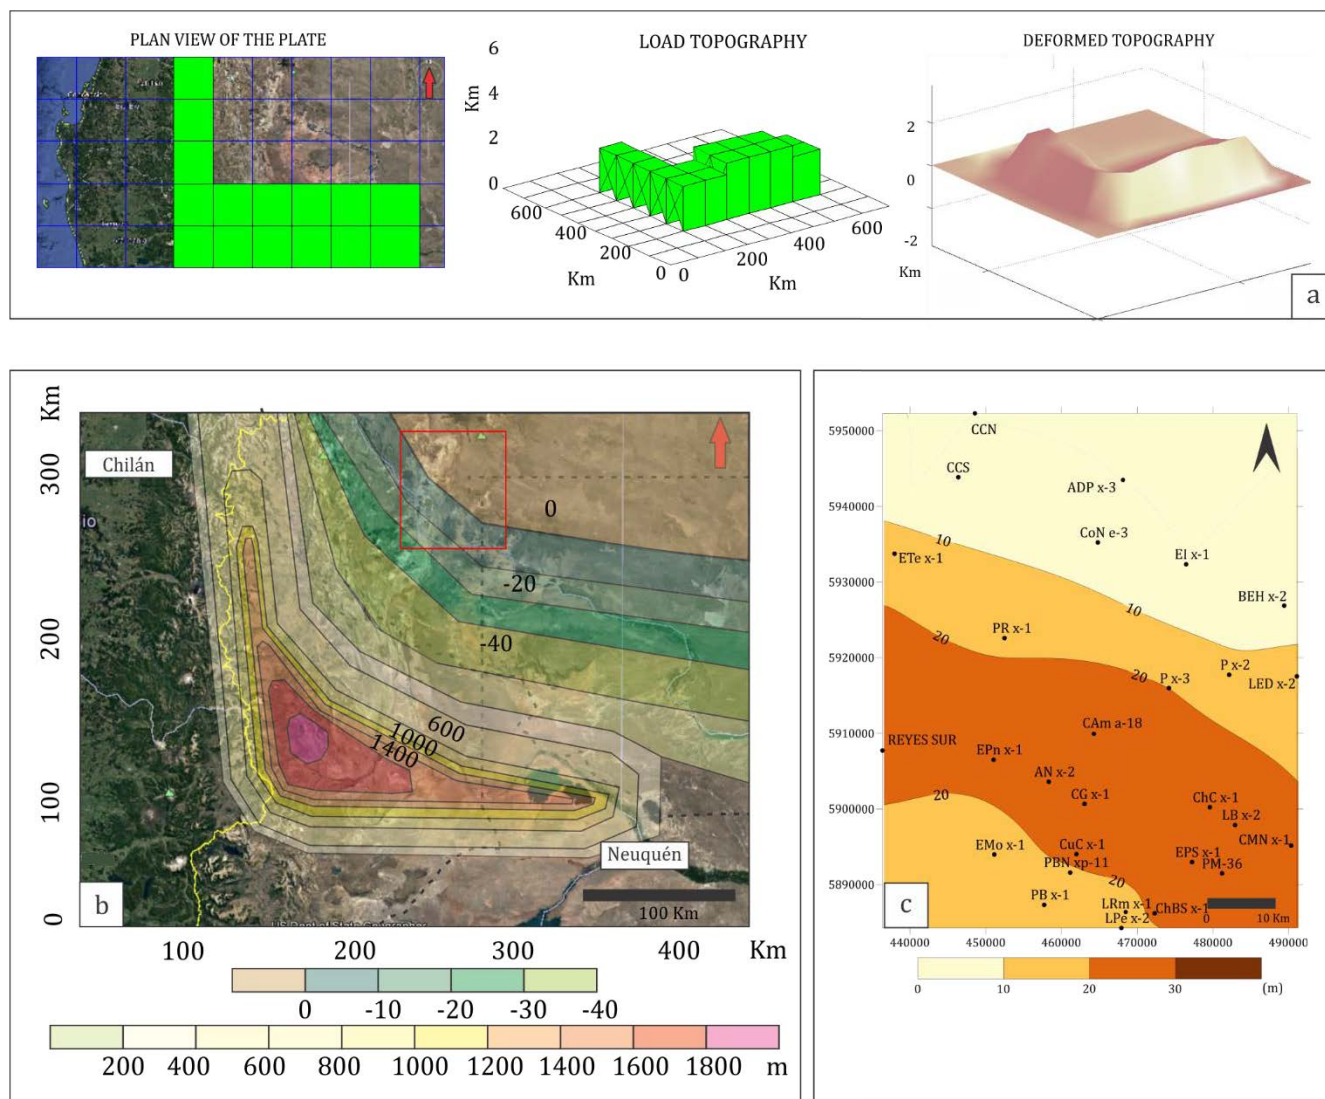 PLAN VIEW OF THE PLATE
LOAD TOPOGRAPHY
DEFORMED TOPOGRAPHY
6
4
Km
2
0
600
400
200
0
Km
0
200
400
600
Km
2
0
-2
Km
a
Km
300
200
100
0
Chilán
io
0
-20
-40
600
1000
1400
Neuquén
100 Km
b
100
200
300
400
Km
0
-10
-20
-30
-40
200
400
600
800
1000
1200
1400
1600
1800
m
5950000
5940000
5930000
5920000
5910000
5900000
5890000
CCN
CCS
ADP x-3
CoN e-3
10
ETe x-1
EI x-1
BEH x-2
10
20
PR x-1
20
P x-2
P x-3
LED x-2
CAm a-18
REYES SUR
EPn x-1
AN x-2
CG x-1
20
ChC x-1
LB x-2
CMN x-1
EMo x-1
CuC x-1
PBN xp-11
EPS x-1
PM-36
20
PB x-1
LRm x-1
LPe x-2
ChBS x-1
0
10 Km
c
440000
450000
460000
470000
480000
490000
0
10
20
30
(m)